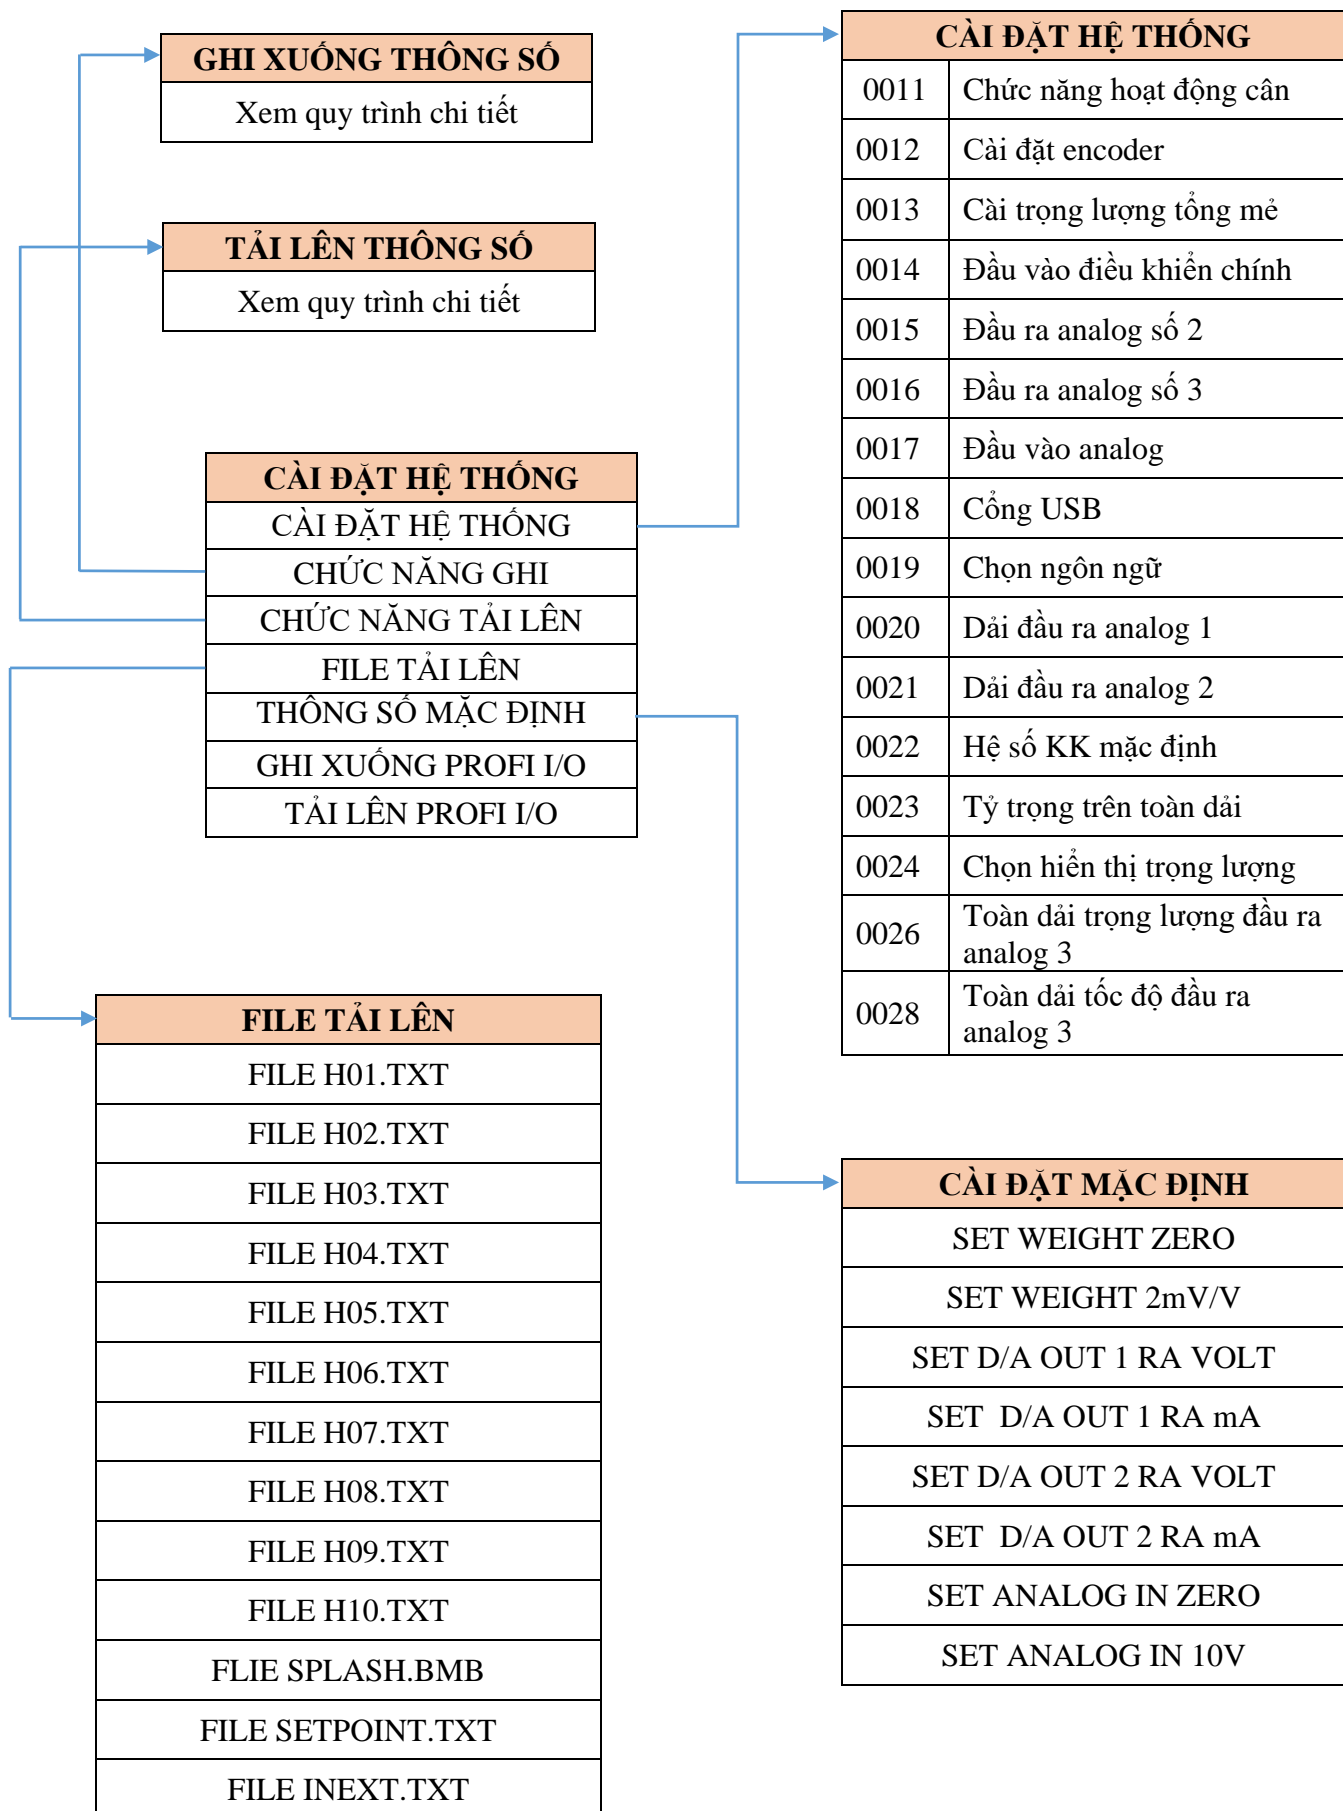 GHI XUỐNG THÔNG SỐ
Xem quy trình chi tiết
TẢI LÊN THÔNG SỐ
Xem quy trình chi tiết
CÀI ĐẶT HỆ THỐNG
CÀI ĐẶT HỆ THỐNG
CHỨC NĂNG GHI
CHỨC NĂNG TẢI LÊN
FILE TẢI LÊN
THÔNG SỐ MẶC ĐỊNH
GHI XUỐNG PROFI I/O
TẢI LÊN PROFI I/O
FILE TẢI LÊN
FILE H01.TXT
FILE H02.TXT
FILE H03.TXT
FILE H04.TXT
FILE H05.TXT
FILE H06.TXT
FILE H07.TXT
FILE H08.TXT
FILE H09.TXT
FILE H10.TXT
FLIE SPLASH.BMB
FILE SETPOINT.TXT
FILE INEXT.TXT
CÀI ĐẶT HỆ THỐNG
0011 Chức năng hoạt động cân
0012 Cài đặt encoder
0013 Cài trọng lượng tổng mẻ
0014 Đầu vào điều khiển chính
0015 Đầu ra analog số 2
0016 Đầu ra analog số 3
0017 Đầu vào analog
0018 Cổng USB
0019 Chọn ngôn ngữ
0020 Dải đầu ra analog 1
0021 Dải đầu ra analog 2
0022 Hệ số KK mặc định
0023 Tỷ trọng trên toàn dải
0024 Chọn hiển thị trọng lượng
0026 Toàn dải trọng lượng đầu ra
analog 3
0028 Toàn dải tốc độ đầu ra
analog 3
CÀI ĐẶT MẶC ĐỊNH
SET WEIGHT ZERO
SET WEIGHT 2mV/V
SET D/A OUT 1 RA VOLT
SET D/A OUT 1 RA mA
SET D/A OUT 2 RA VOLT
SET D/A OUT 2 RA mA
SET ANALOG IN ZERO
SET ANALOG IN 10V